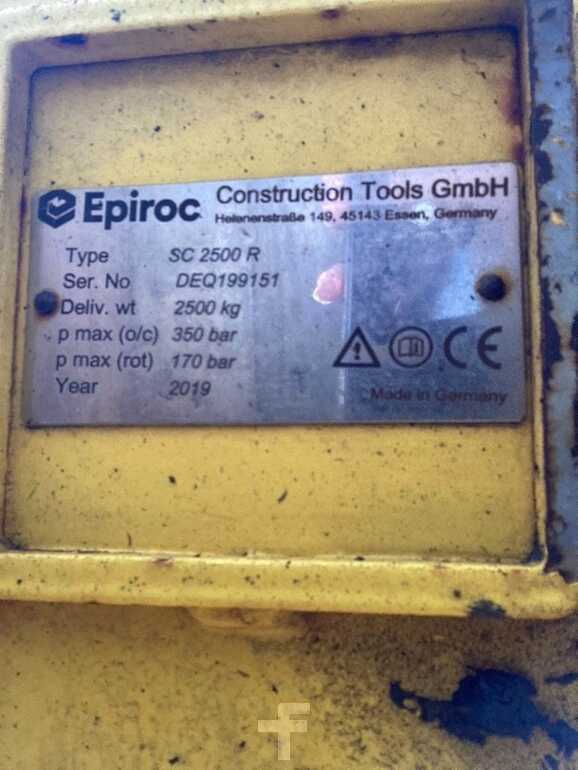 Epiroc Construction Tools GmbH
Helenenstraße 149, 45143 Essen, Germany
Type SC 2500 R
Ser. No DEQ199151
Deliv. wt 2500 kg
p max (o/c) 350 bar
p max (rot) 170 bar
Year 2019
CE
Made in Germany